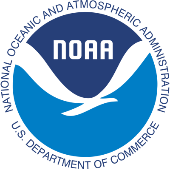 NATIONAL OCEANIC AND ATMOSPHERIC ADMINISTRATION
NOAA
U.S. DEPARTMENT OF COMMERCE